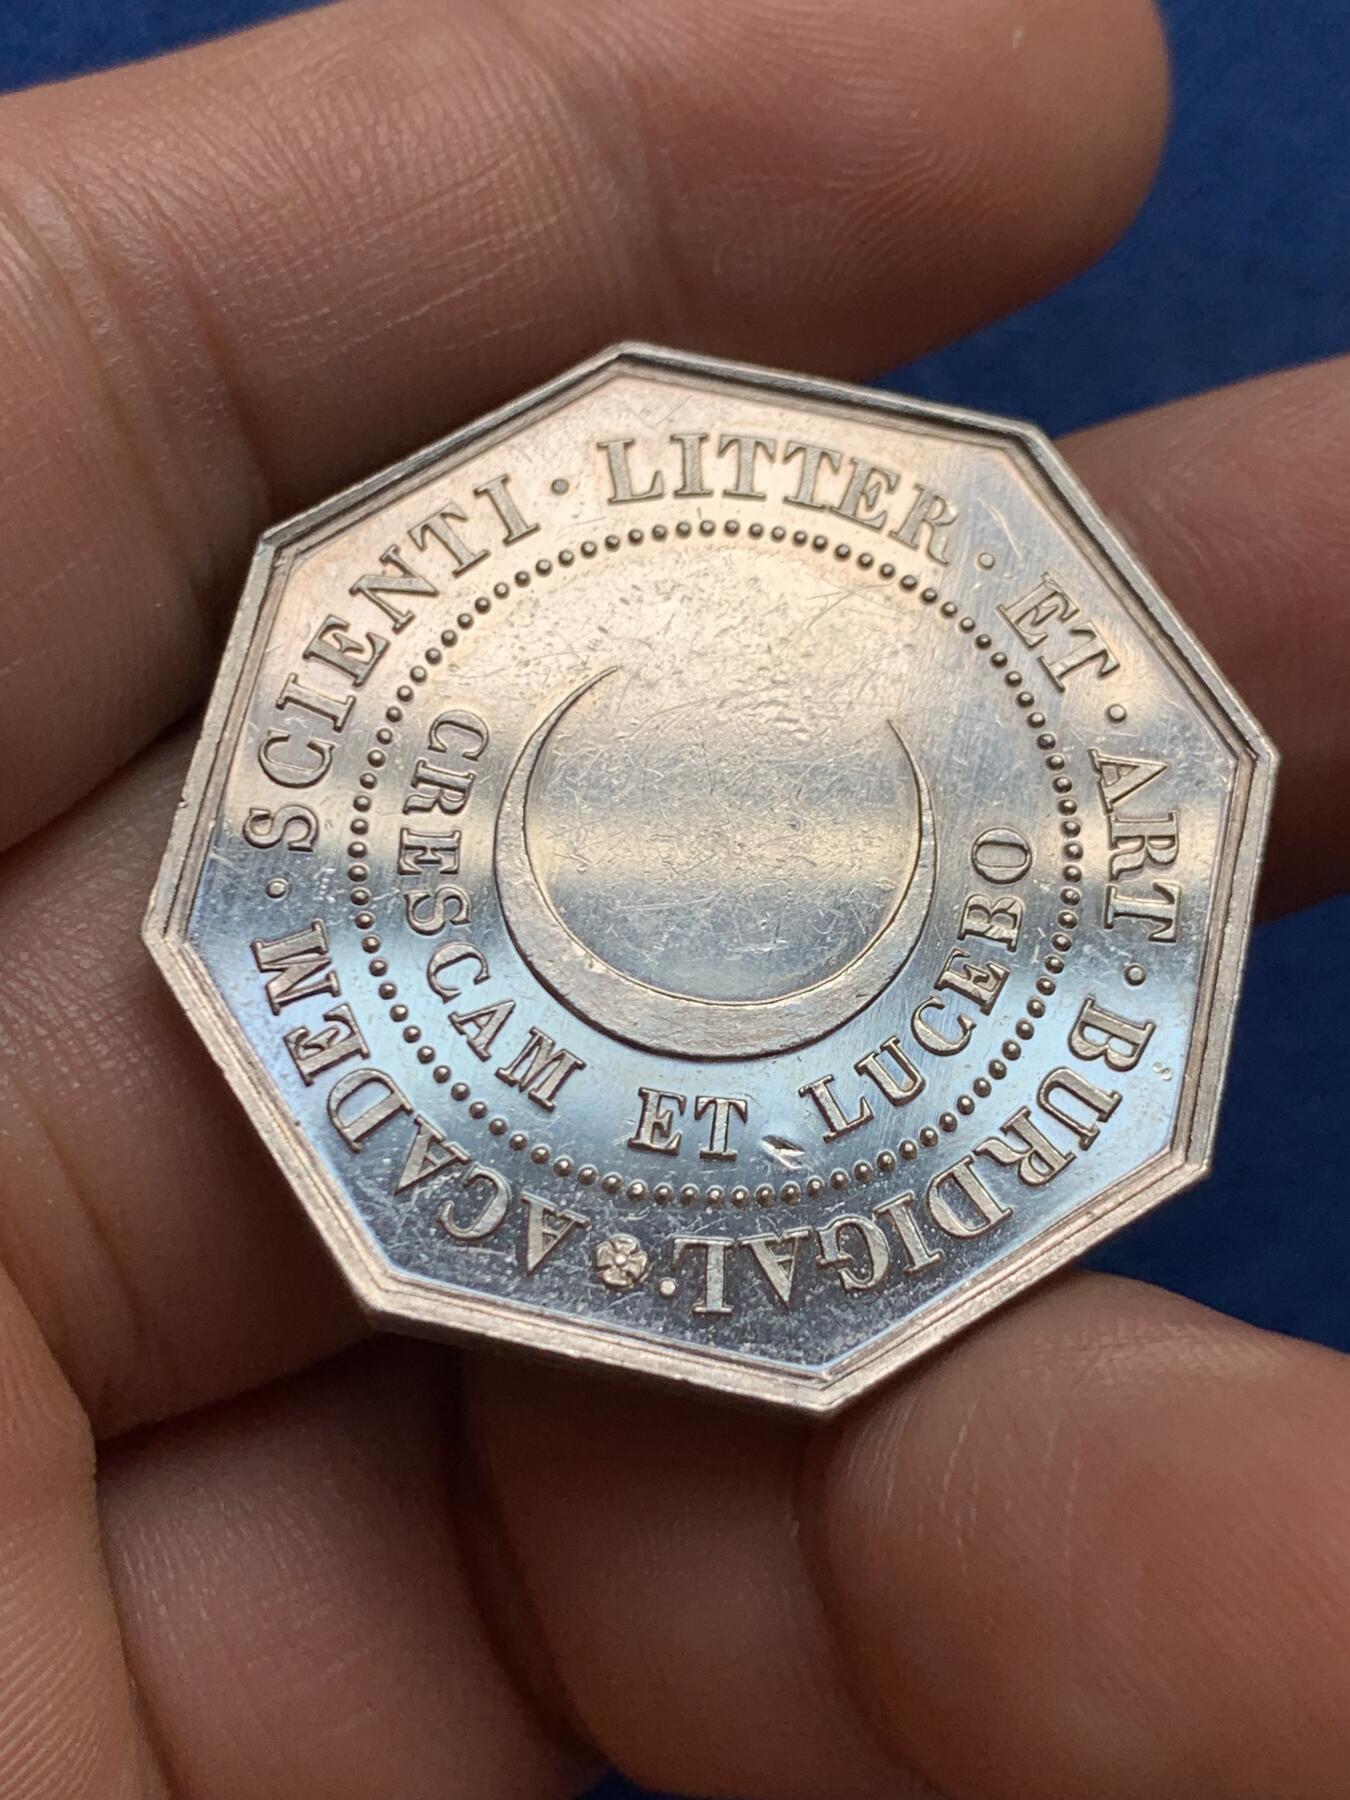 ACADEM · SCIENTI · LITTER · ET · ART · BURDIGAL ·
CRESCAM ET LUCEBO